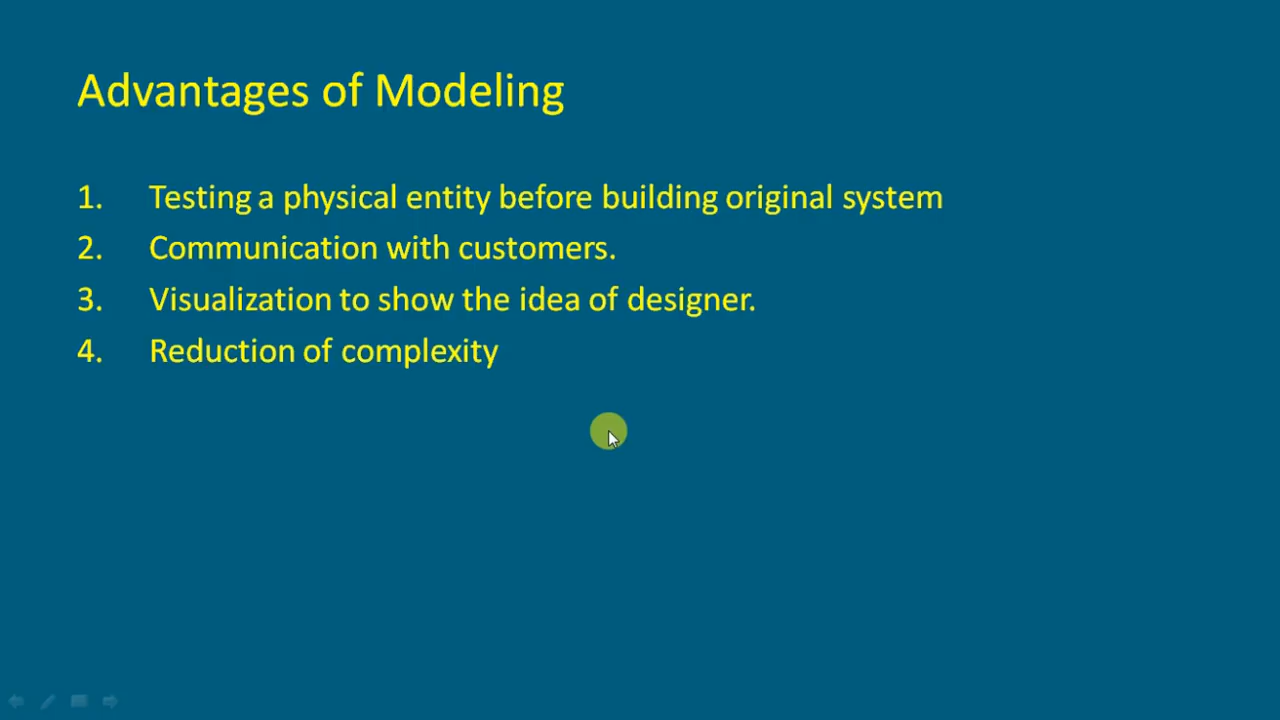 Advantages of Modeling
1. Testing a physical entity before building original system
2. Communication with customers.
3. Visualization to show the idea of designer.
4. Reduction of complexity